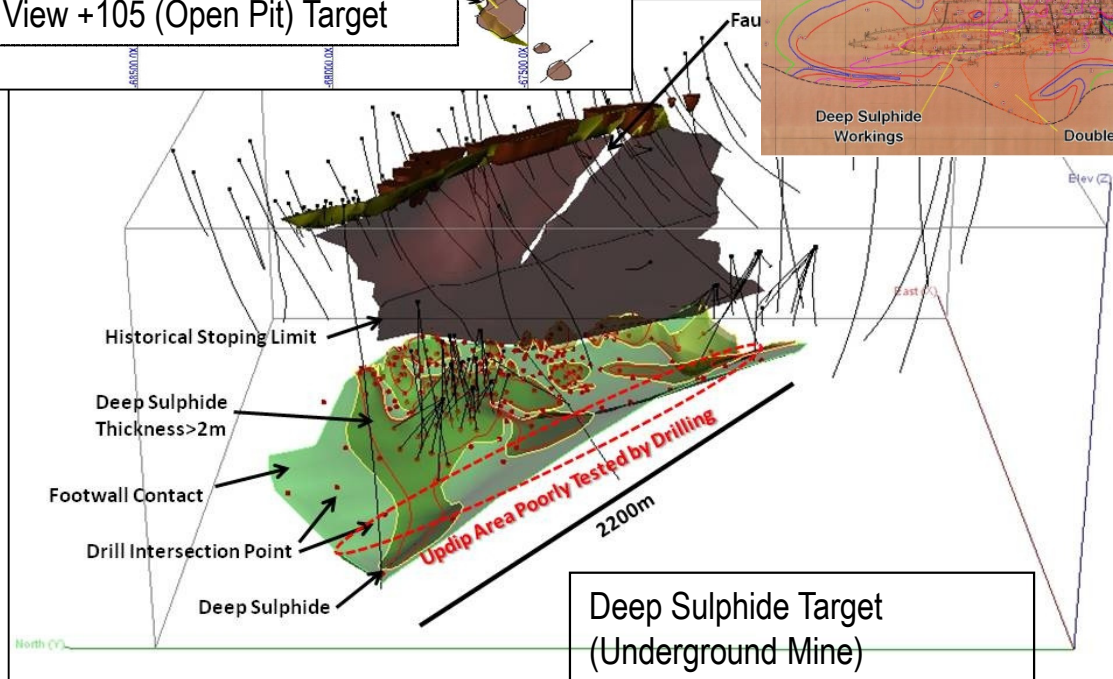 View +105 (Open Pit) Target
-68500.0X
-68000.0X
-67500.0X
Fau
Deep Sulphide
Workings
Double
Elev (Z)
East (X)
Historical Stoping Limit
Deep Sulphide
Thickness>2m
Footwall Contact
Drill Intersection Point
Deep Sulphide
Updip Area Poorly Tested by Drilling
2200m
Deep Sulphide Target
(Underground Mine)
North (Y)